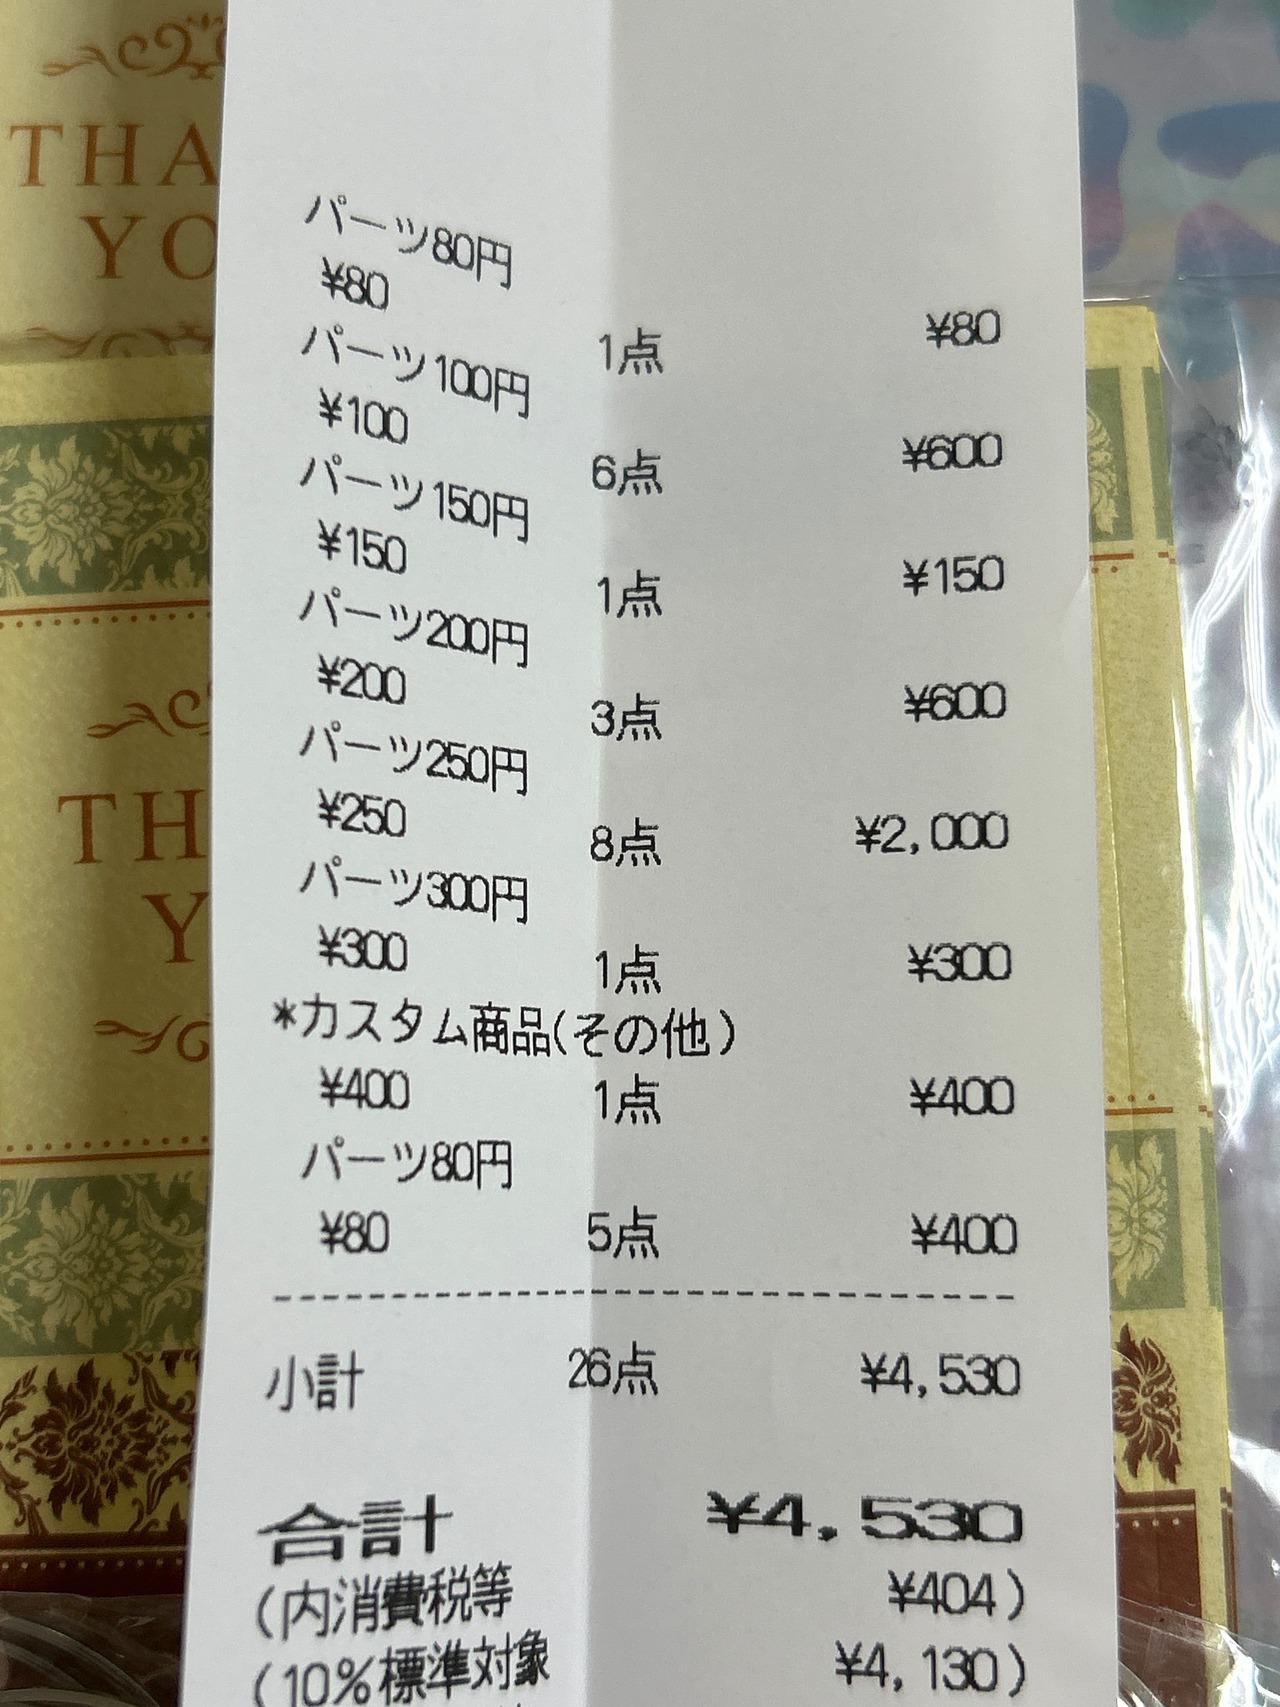 THA
YO
TH
Y
パーツ80円
¥80 1点 ¥80
パーツ100円
¥100 6点 ¥600
パーツ150円
¥150 1点 ¥150
パーツ200円
¥200 3点 ¥600
パーツ250円
¥250 8点 ¥2,000
パーツ300円
¥300 1点 ¥300
*カスタム商品(その他)
¥400 1点 ¥400
パーツ80円
¥80 5点 ¥400
小計 26点 ¥4,530
合計 ¥4,530
(内消費税等 ¥404)
(10%標準対象 ¥4,130)